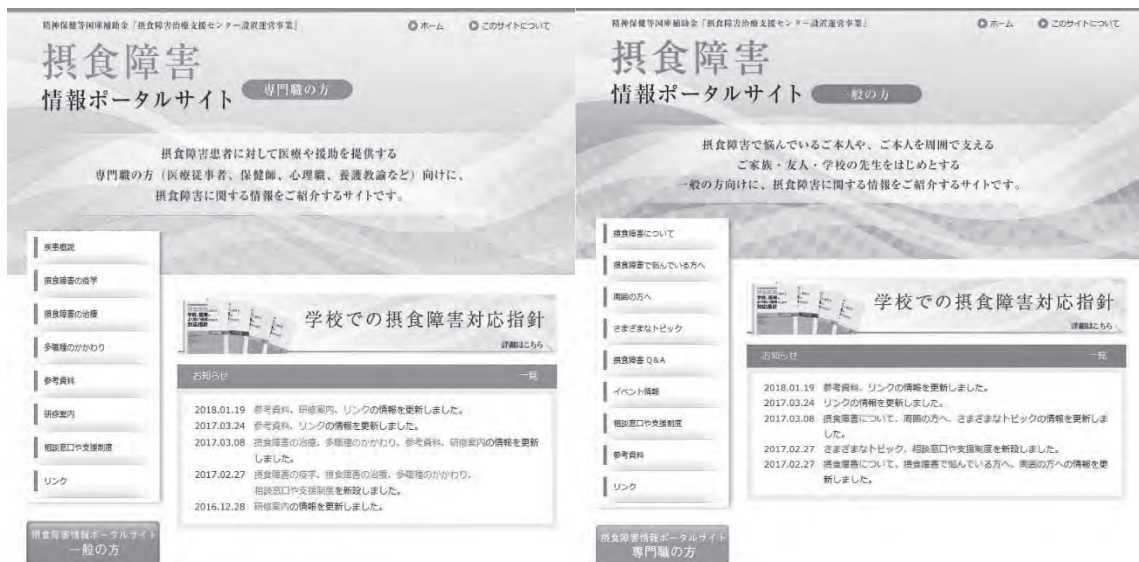 精神保健等国庫補助金「摂食障害治療支援センター設置運営事業」
ホーム
このサイトについて
摂食障害
情報ポータルサイト
専門職の方
摂食障害患者に対して医療や援助を提供する
専門職の方（医療従事者、保健師、心理職、養護教諭など）向けに、
摂食障害に関する情報をご紹介するサイトです。
疾患概説
摂食障害の疫学
摂食障害の治療
多職種のかかわり
参考資料
研修案内
相談窓口や支援制度
リンク
学校での摂食障害対応指針
詳細はこちら
お知らせ
一覧
2018.01.19 参考資料、研修案内、リンクの情報を更新しました。
2017.03.24 参考資料、リンクの情報を更新しました。
2017.03.08 摂食障害の治療、多職種のかかわり、参考資料、研修案内の情報を更新
しました。
2017.02.27 摂食障害の疫学、摂食障害の治療、多職種のかかわり、
相談窓口や支援制度を新設しました。
2016.12.28 研修案内の情報を更新しました。
摂食障害情報ポータルサイト
一般の方
精神保健等国庫補助金「摂食障害治療支援センター設置運営事業」
ホーム
このサイトについて
摂食障害
情報ポータルサイト
一般の方
摂食障害で悩んでいるご本人や、ご本人を周囲で支える
ご家族・友人・学校の先生をはじめとする
一般の方向けに、摂食障害に関する情報をご紹介するサイトです。
摂食障害について
摂食障害で悩んでいる方へ
周囲の方へ
さまざまなトピック
摂食障害 Q&A
イベント情報
相談窓口や支援制度
参考資料
リンク
学校での摂食障害対応指針
詳細はこちら
お知らせ
一覧
2018.01.19 参考資料、リンクの情報を更新しました。
2017.03.24 リンクの情報を更新しました。
2017.03.08 摂食障害について、周囲の方へ、さまざまなトピックの情報を更新しま
した。
2017.02.27 さまざまなトピック、相談窓口や支援制度を新設しました。
2017.02.27 摂食障害について、摂食障害で悩んでいる方へ、周囲の方への情報を更
新しました。
摂食障害情報ポータルサイト
専門職の方